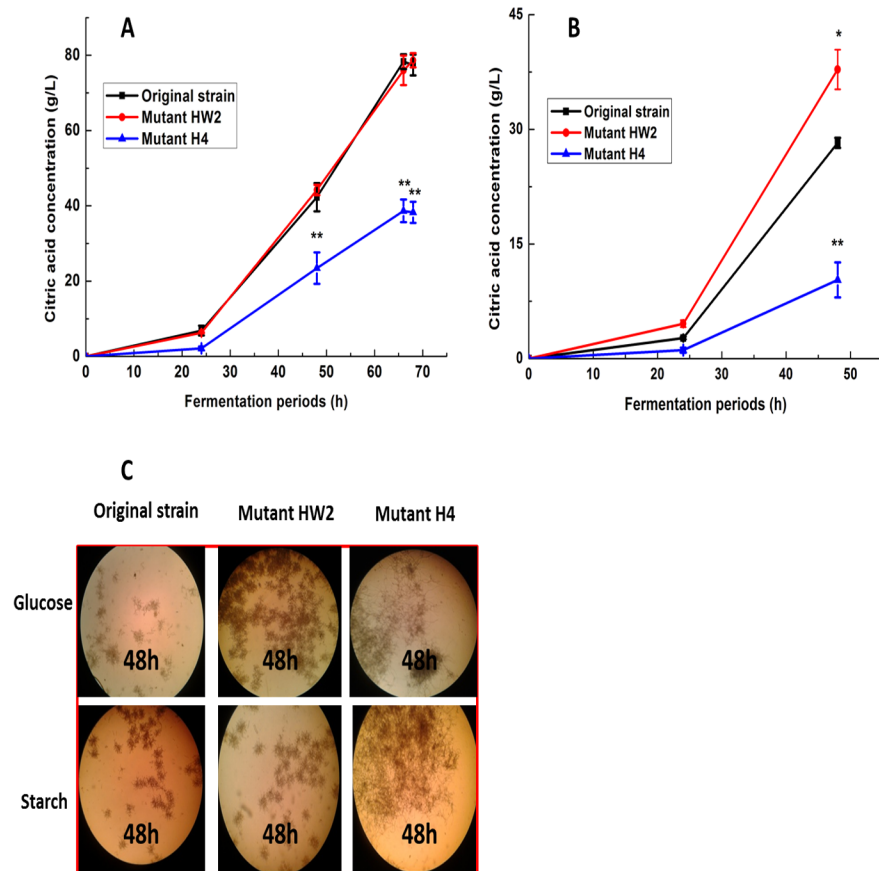 A
Citric acid concentration (g/L)
80
60
40
20
0
Original strain
Mutant HW2
Mutant H4
**
**
**
0 10 20 30 40 50 60 70
Fermentation periods (h)
B
Citric acid concentration (g/L)
45
30
15
0
Original strain
Mutant HW2
Mutant H4
*
**
0 10 20 30 40 50
Fermentation periods (h)
C
Original strain Mutant HW2 Mutant H4
Glucose
48h 48h 48h
Starch
48h 48h 48h